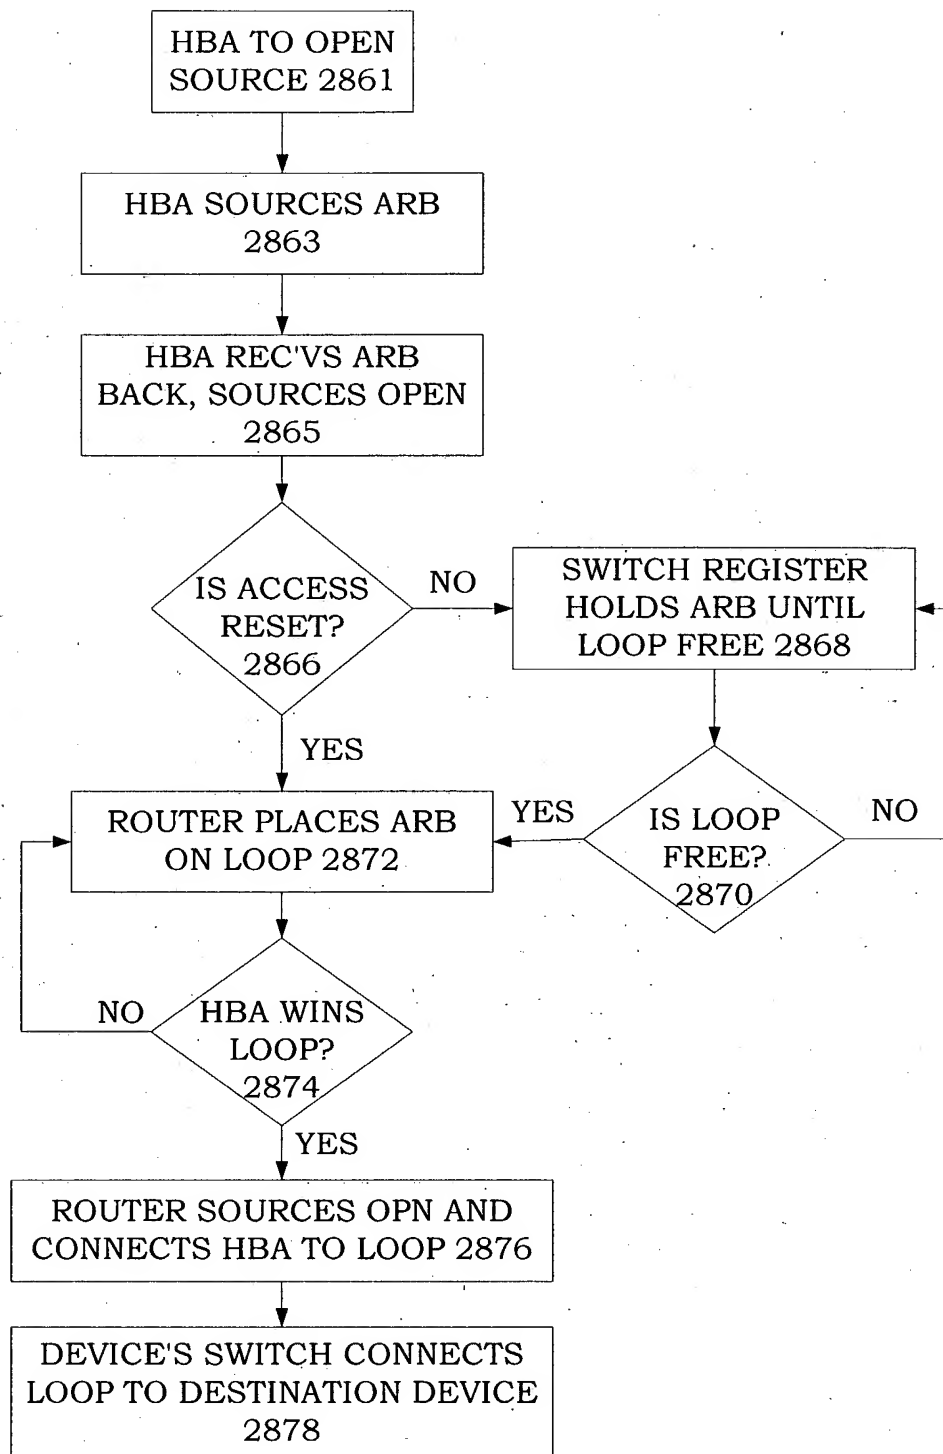 HBA TO OPEN
SOURCE 2861
HBA SOURCES ARB
2863
HBA REC'VS ARB
BACK, SOURCES OPEN
2865
IS ACCESS
RESET?
2866
NO
SWITCH REGISTER
HOLDS ARB UNTIL
LOOP FREE 2868
YES
ROUTER PLACES ARB
ON LOOP 2872
YES
IS LOOP
FREE?
2870
NO
NO
HBA WINS
LOOP?
2874
YES
ROUTER SOURCES OPN AND
CONNECTS HBA TO LOOP 2876
DEVICE'S SWITCH CONNECTS
LOOP TO DESTINATION DEVICE
2878